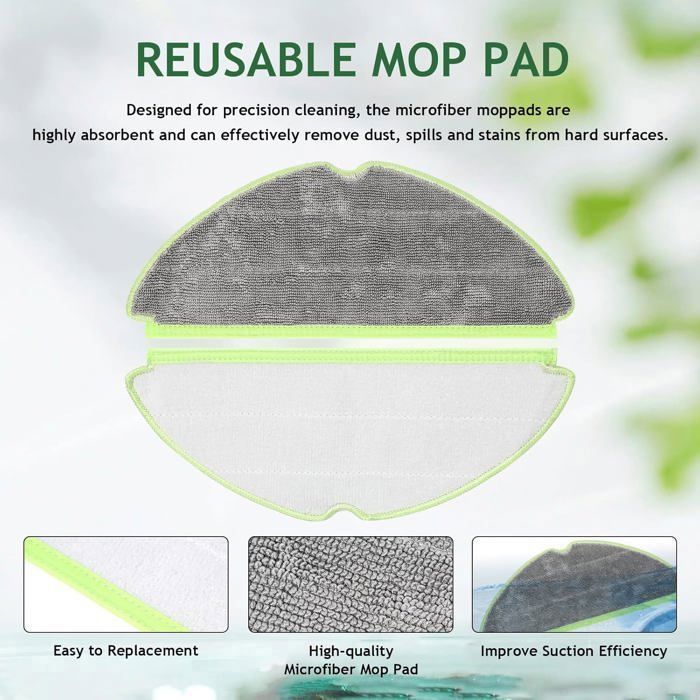 REUSABLE MOP PAD
Designed for precision cleaning, the microfiber moppads are
highly absorbent and can effectively remove dust, spills and stains from hard surfaces.
Easy to Replacement
High-quality
Microfiber Mop Pad
Improve Suction Efficiency